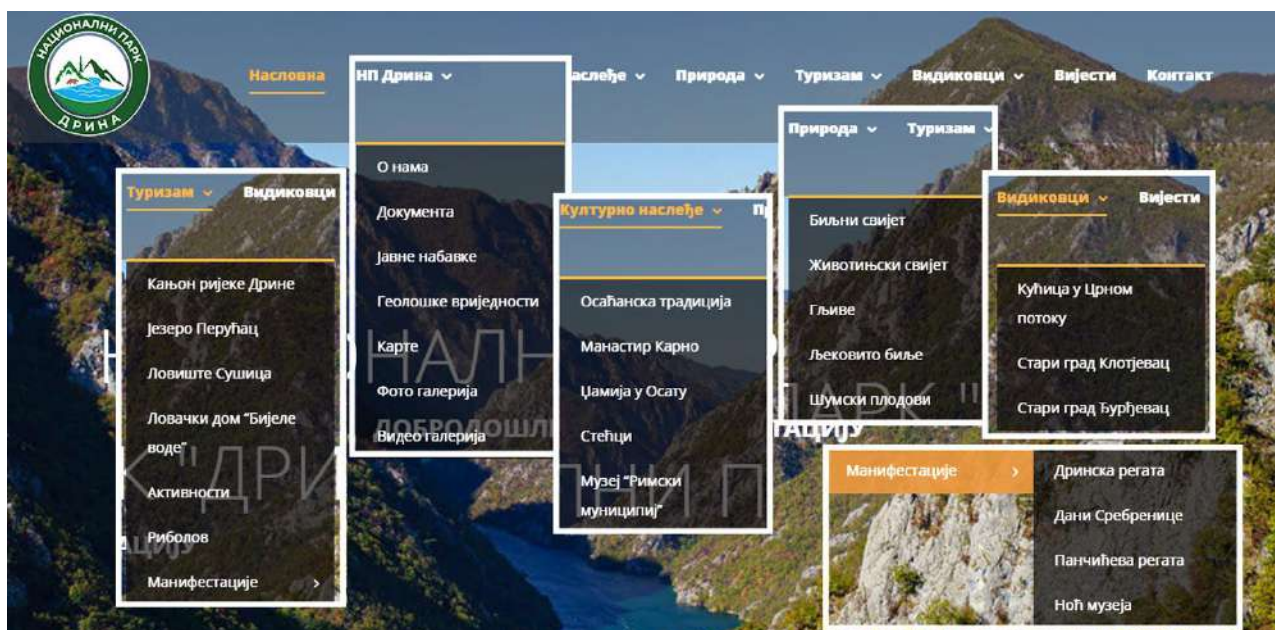 НАЦИОНАЛНИ ПАРК
ДРИНА
Насловна
НП Дрина
аслеђе
Природа
Туризам
Видиковци
Вијести
Контакт
О нама
Документа
Јавне набавке
Геолошке вриједности
Карте
Фото галерија
Видео галерија
Природа
Туризам
Биљни свијет
Животињски свијет
Гљиве
Љековито биље
Шумски плодови
Туризам
Видиковци
Кањон ријеке Дрине
Језеро Перућац
Ловиште Сушица
Ловачки дом “Бијеле
воде”
Активности
Риболов
Манифестације
Културно наслеђе
Осаћанска традиција
Манастир Карно
Џамија у Осату
Стећци
Музеј “Римски
муниципиј”
Видиковци
Вијести
Кућица у Црном
потоку
Стари град Клотјевац
Стари град Ђурђевац
Манифестације
Дринска регата
Дани Сребренице
Панчићева регата
Ноћ музеја